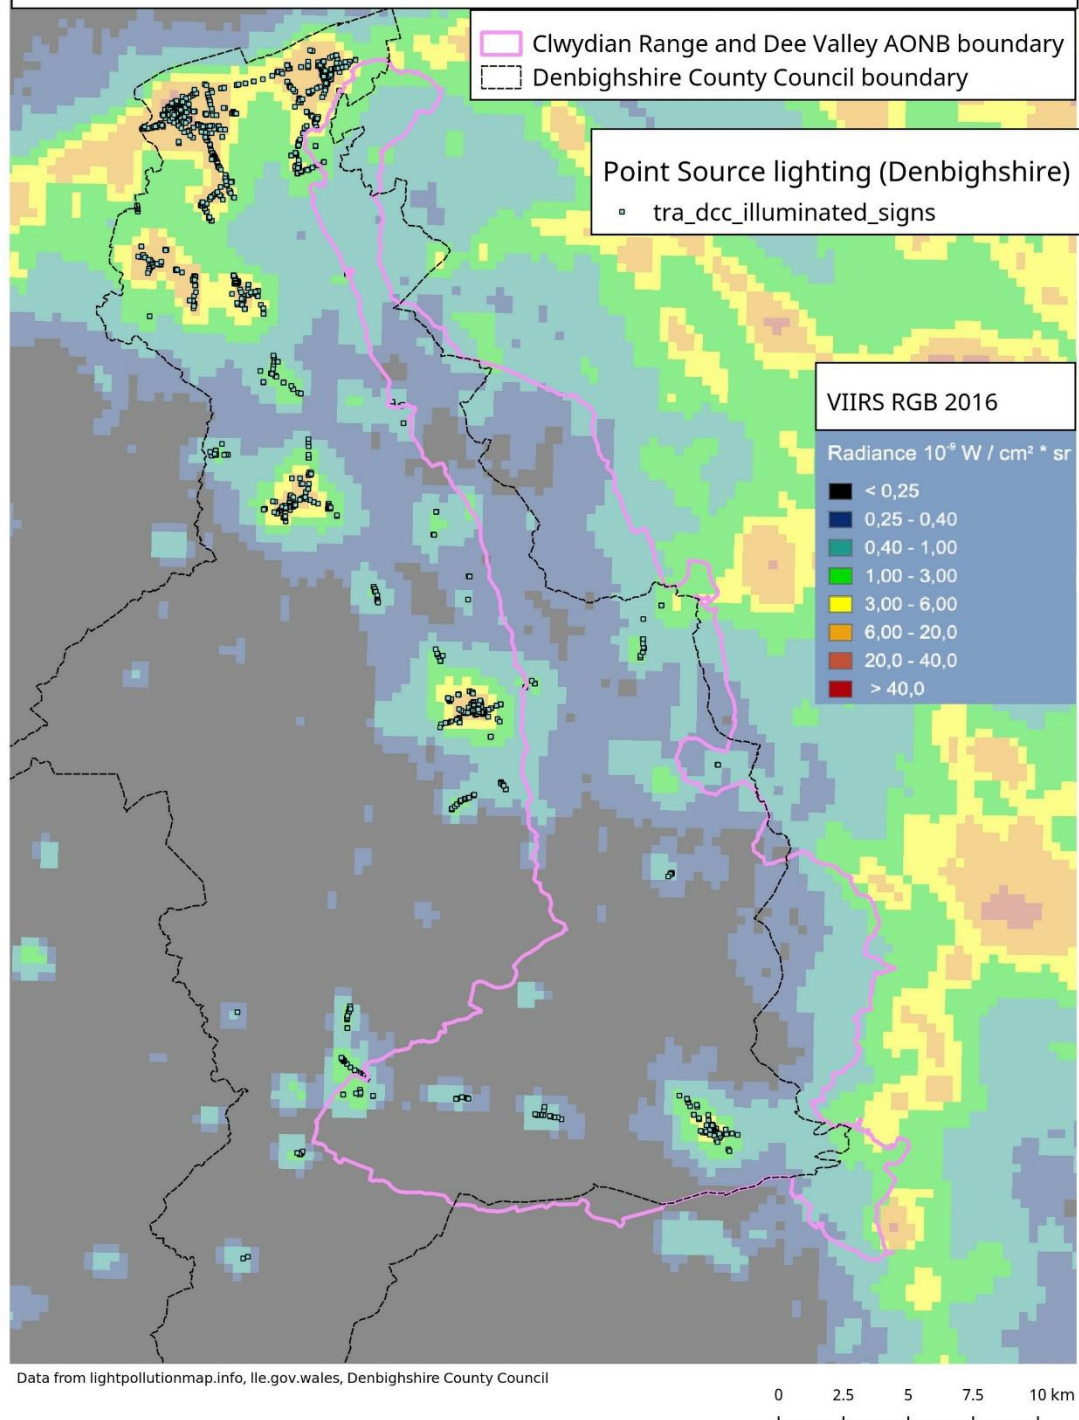 Clwydian Range and Dee Valley AONB boundary
Denbighshire County Council boundary
Point Source lighting (Denbighshire)
tra_dcc_illuminated_signs
VIIRS RGB 2016
Radiance 10⁻⁹ W / cm² * sr
< 0,25
0,25 - 0,40
0,40 - 1,00
1,00 - 3,00
3,00 - 6,00
6,00 - 20,0
20,0 - 40,0
> 40,0
Data from lightpollutionmap.info, lle.gov.wales, Denbighshire County Council
0 2.5 5 7.5 10 km